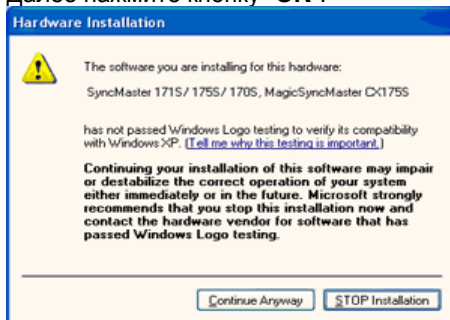 Далее нажмите кнопку "OK".
Hardware Installation
The software you are installing for this hardware:
SyncMaster 171S/ 175S/ 170S, MagicSyncMaster CX175S
has not passed Windows Logo testing to verify its compatibility
with Windows XP. (Tell me why this testing is important.)
Continuing your installation of this software may impair
or destabilize the correct operation of your system
either immediately or in the future. Microsoft strongly
recommends that you stop this installation now and
contact the hardware vendor for software that has
passed Windows Logo testing.
Continue Anyway STOP Installation